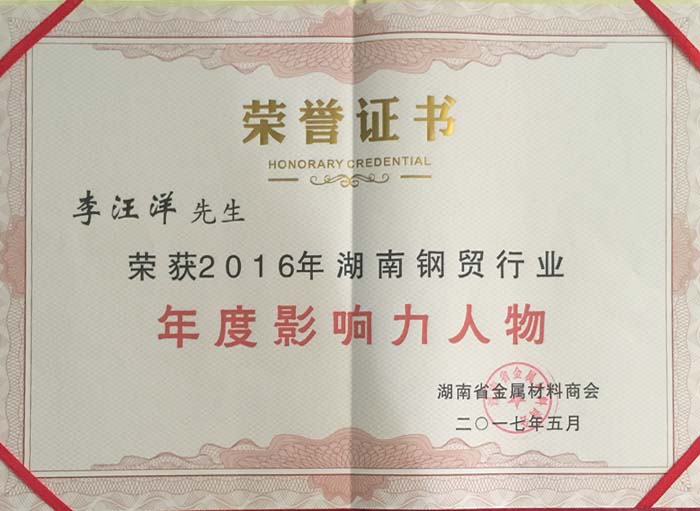 荣誉证书
HONORARY CREDENTIAL
李汪洋 先生
荣获2016年湖南钢贸行业
年度影响力人物
湖南省金属材料商会
二〇一七年五月